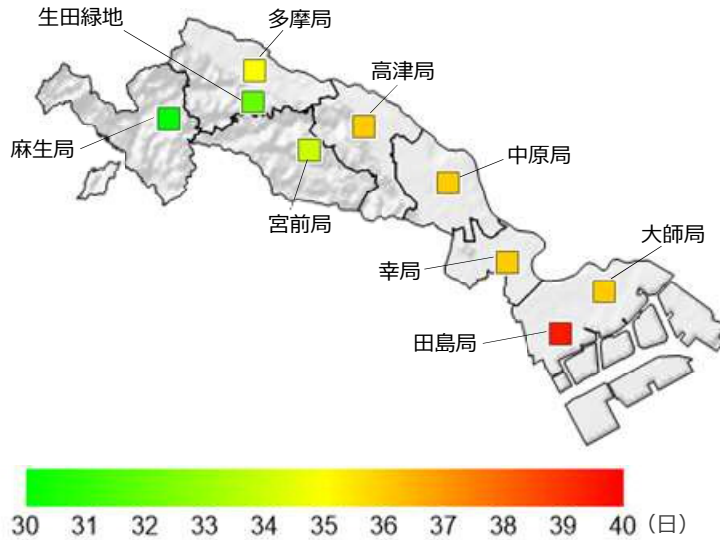 生田緑地
多摩局
高津局
麻生局
中原局
宮前局
大師局
幸局
田島局
30 31 32 33 34 35 36 37 38 39 40（日）